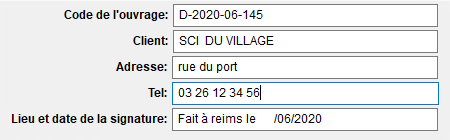 Code de l'ouvrage: D-2020-06-145
Client: SCI DU VILLAGE
Adresse: rue du port
Tel: 03 26 12 34 56
Lieu et date de la signature: Fait à reims le /06/2020